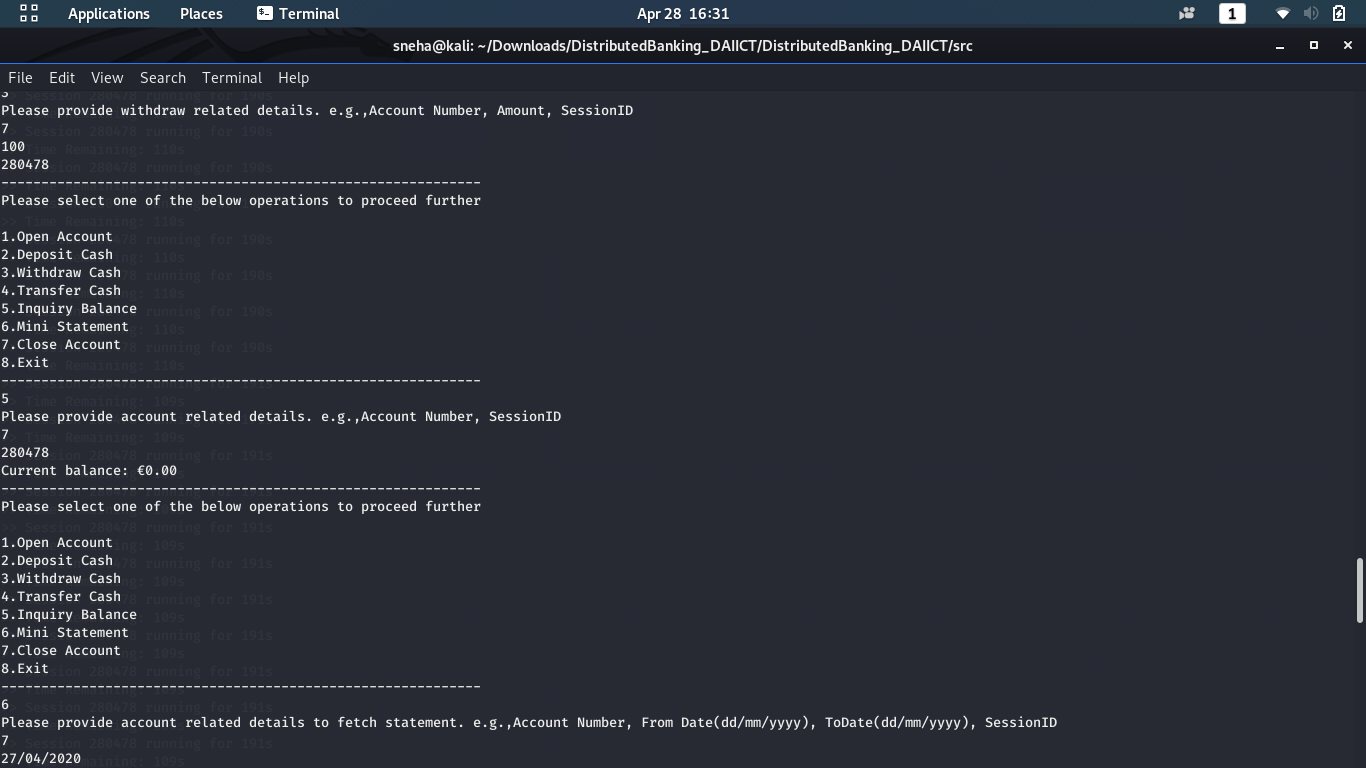 Applications Places Terminal Apr 28 16:31 1
sneha@kali: ~/Downloads/DistributedBanking_DAIICT/DistributedBanking_DAIICT/src
File Edit View Search Terminal Help
Please provide withdraw related details. e.g.,Account Number, Amount, SessionID
7
100
280478
------------------------------------------------------------
Please select one of the below operations to proceed further
1.Open Account
2.Deposit Cash
3.Withdraw Cash
4.Transfer Cash
5.Inquiry Balance
6.Mini Statement
7.Close Account
8.Exit
------------------------------------------------------------
5
Please provide account related details. e.g.,Account Number, SessionID
7
280478
Current balance: €0.00
------------------------------------------------------------
Please select one of the below operations to proceed further
1.Open Account
2.Deposit Cash
3.Withdraw Cash
4.Transfer Cash
5.Inquiry Balance
6.Mini Statement
7.Close Account
8.Exit
------------------------------------------------------------
6
Please provide account related details to fetch statement. e.g.,Account Number, From Date(dd/mm/yyyy), ToDate(dd/mm/yyyy), SessionID
7
27/04/2020